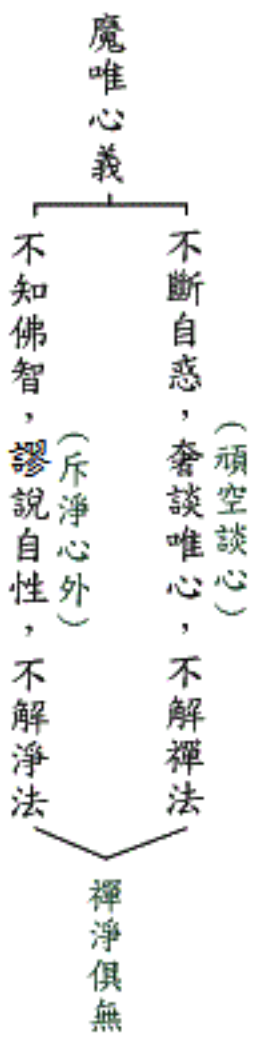 魔唯心義
不斷自惑，奢談唯心，不解禪法
（頑空談心）
不知佛智，謬說自性，不解淨法
（斥淨心外）
禪淨俱無